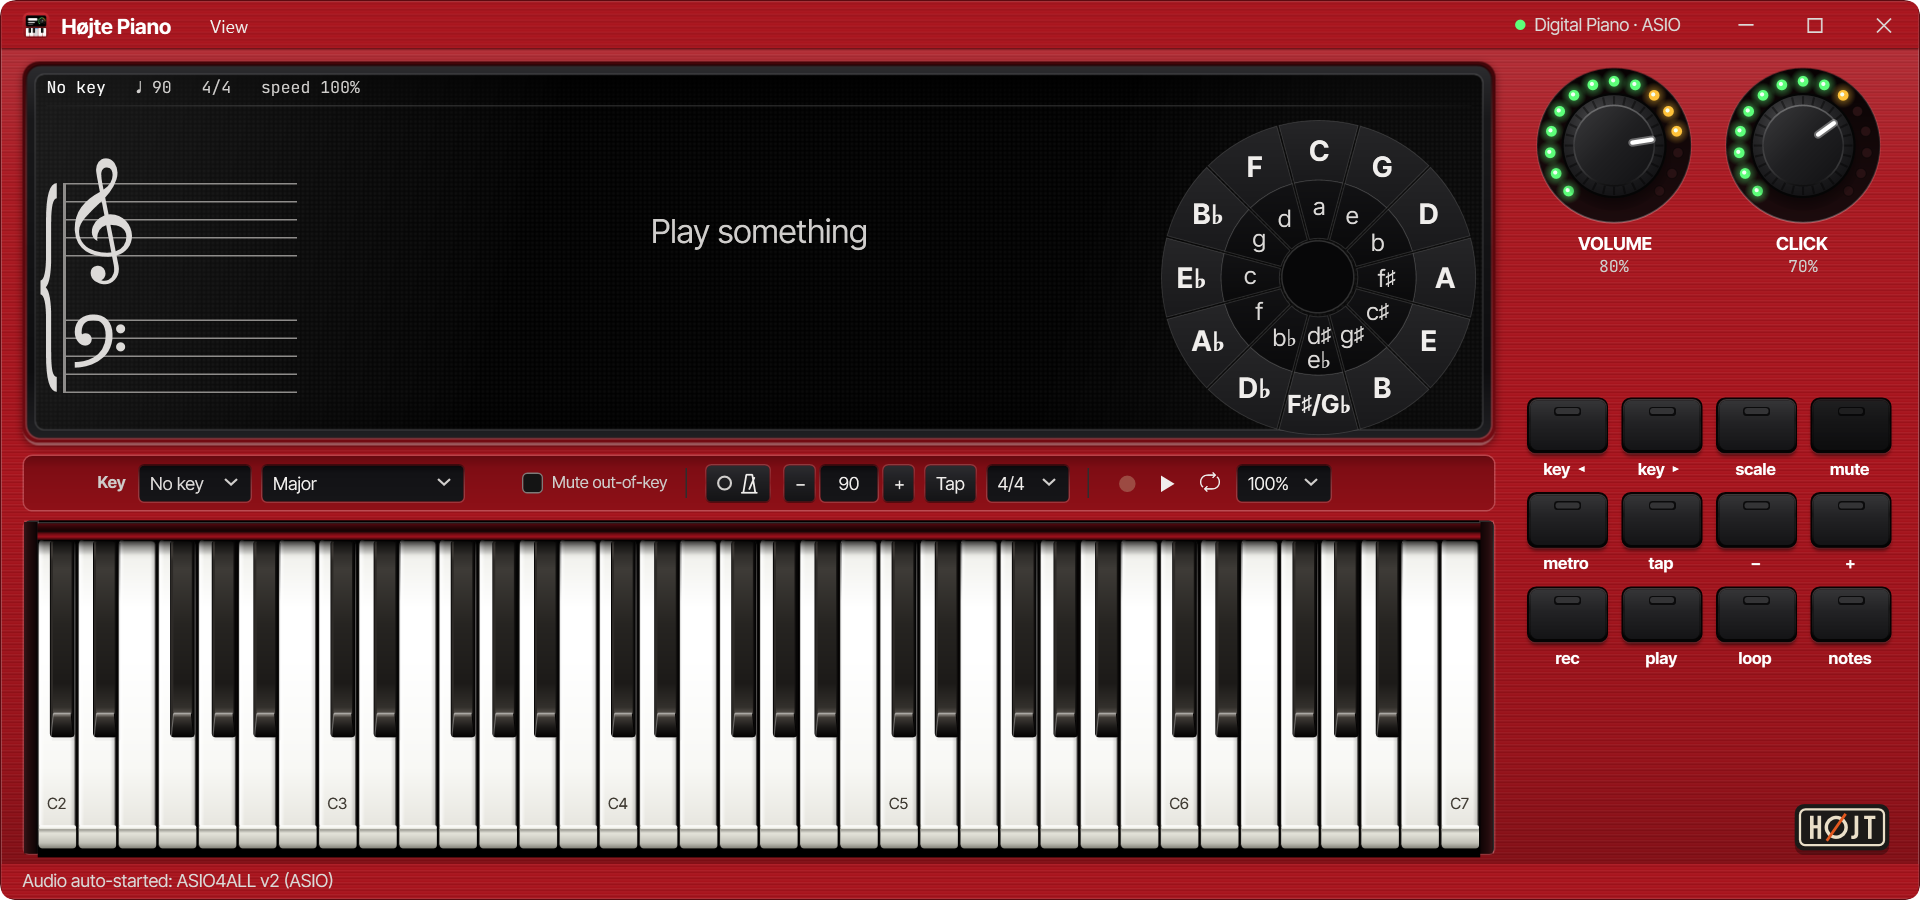 Højte Piano View Digital Piano · ASIO
No key ♩ 90 4/4 speed 100%
Play something
C
F G
B♭ D
E♭ A
A♭ E
D♭ B
F♯/G♭
a
d e
g b
c f♯
f c♯
b♭ d♯ g♯
e♭
VOLUME CLICK
80% 70%
Key No key Major Mute out-of-key - 90 + Tap 4/4 100%
key ◂ key ▸ scale mute
metro tap − +
rec play loop notes
C2 C3 C4 C5 C6 C7
HØJT
Audio auto-started: ASIO4ALL v2 (ASIO)